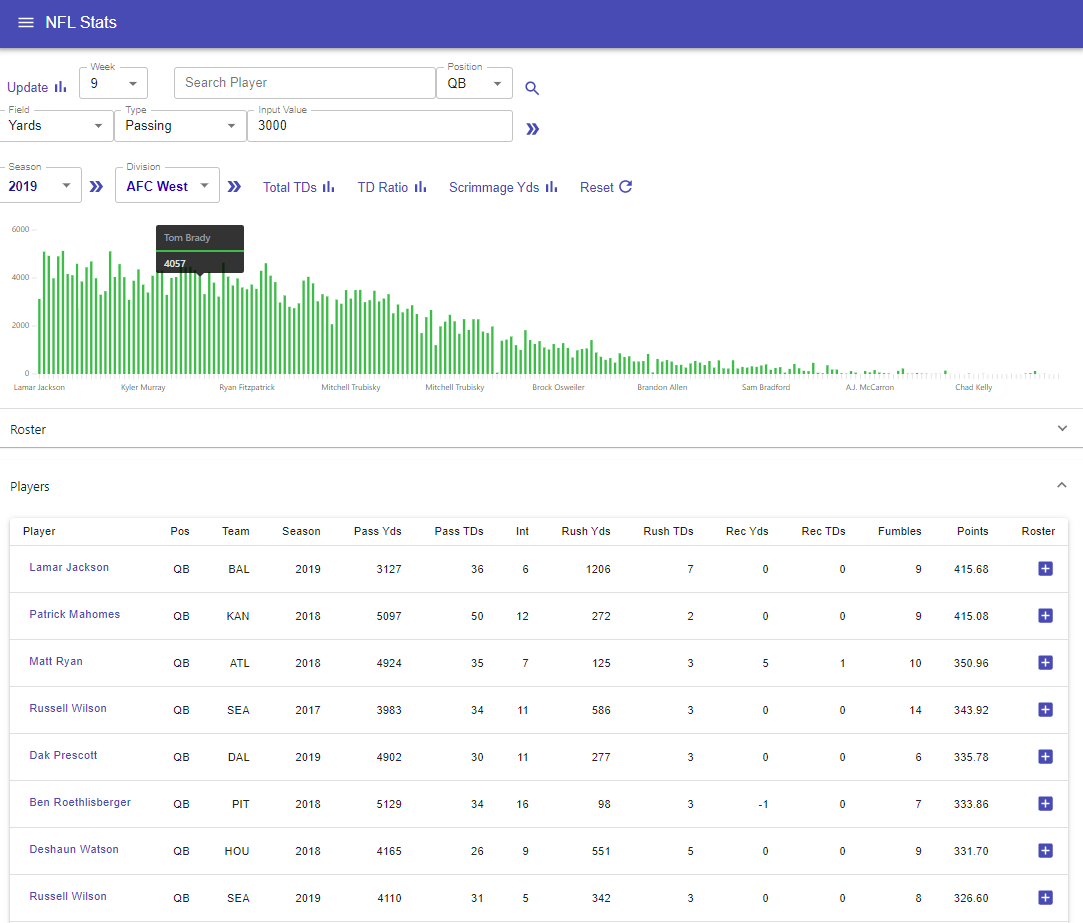 NFL Stats
Week
Position
Update 9 Search Player QB
Field Type Input Value
Yards Passing 3000
Season Division
2019 AFC West Total TDs TD Ratio Scrimmage Yds Reset
6000
Tom Brady
4057
4000
2000
0
Lamar Jackson Kyler Murray Ryan Fitzpatrick Mitchell Trubisky Mitchell Trubisky Brock Osweiler Brandon Allen Sam Bradford A.J. McCarron Chad Kelly
Roster
Players
Player Pos Team Season Pass Yds Pass TDs Int Rush Yds Rush TDs Rec Yds Rec TDs Fumbles Points Roster
Lamar Jackson QB BAL 2019 3127 36 6 1206 7 0 0 9 415.68
Patrick Mahomes QB KAN 2018 5097 50 12 272 2 0 0 9 415.08
Matt Ryan QB ATL 2018 4924 35 7 125 3 5 1 10 350.96
Russell Wilson QB SEA 2017 3983 34 11 586 3 0 0 14 343.92
Dak Prescott QB DAL 2019 4902 30 11 277 3 0 0 6 335.78
Ben Roethlisberger QB PIT 2018 5129 34 16 98 3 -1 0 7 333.86
Deshaun Watson QB HOU 2018 4165 26 9 551 5 0 0 9 331.70
Russell Wilson QB SEA 2019 4110 31 5 342 3 0 0 8 326.60